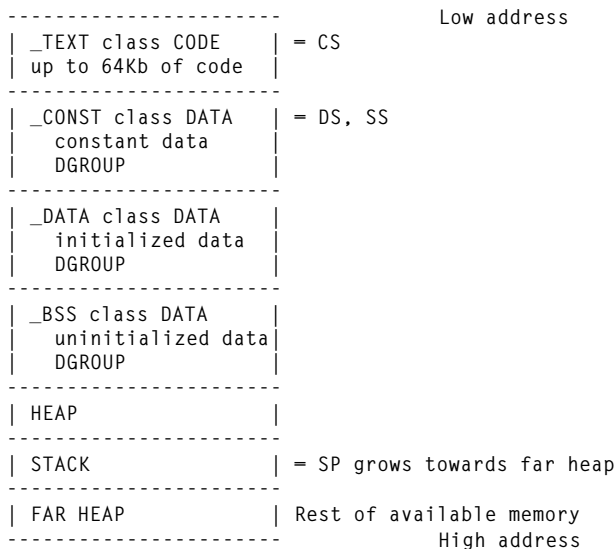 ---------------------- Low address
| _TEXT class CODE | = CS
| up to 64Kb of code |
----------------------
| _CONST class DATA | = DS, SS
| constant data |
| DGROUP |
----------------------
| _DATA class DATA |
| initialized data |
| DGROUP |
----------------------
| _BSS class DATA |
| uninitialized data|
| DGROUP |
----------------------
| HEAP |
----------------------
| STACK | = SP grows towards far heap
----------------------
| FAR HEAP | Rest of available memory
---------------------- High address